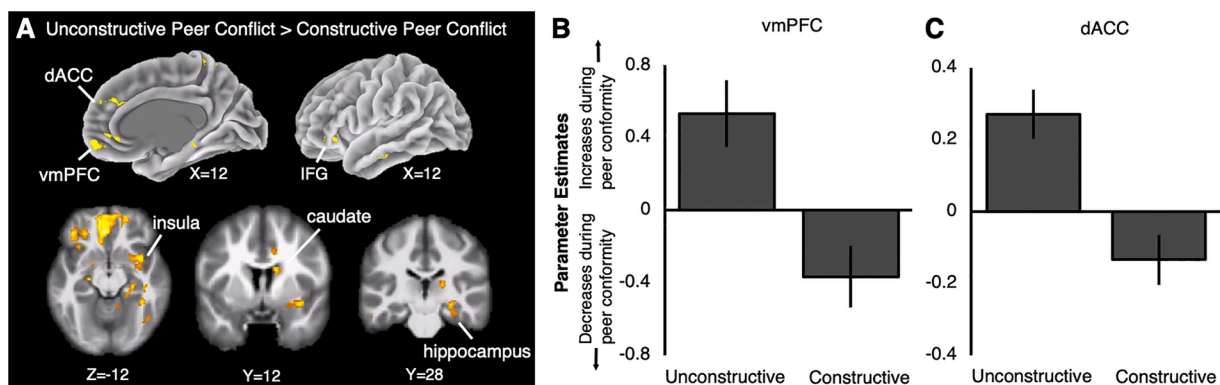 A Unconstructive Peer Conflict > Constructive Peer Conflict
dACC
vmPFC
X=12
IFG
X=12
insula
caudate
hippocampus
Z=-12
Y=12
Y=28
B
vmPFC
Parameter Estimates
Increases during
peer conformity
Decreases during
peer conformity
0.8
0.4
0
-0.4
-0.8
Unconstructive Constructive
C
dACC
0.4
0.2
0
-0.2
-0.4
Unconstructive Constructive